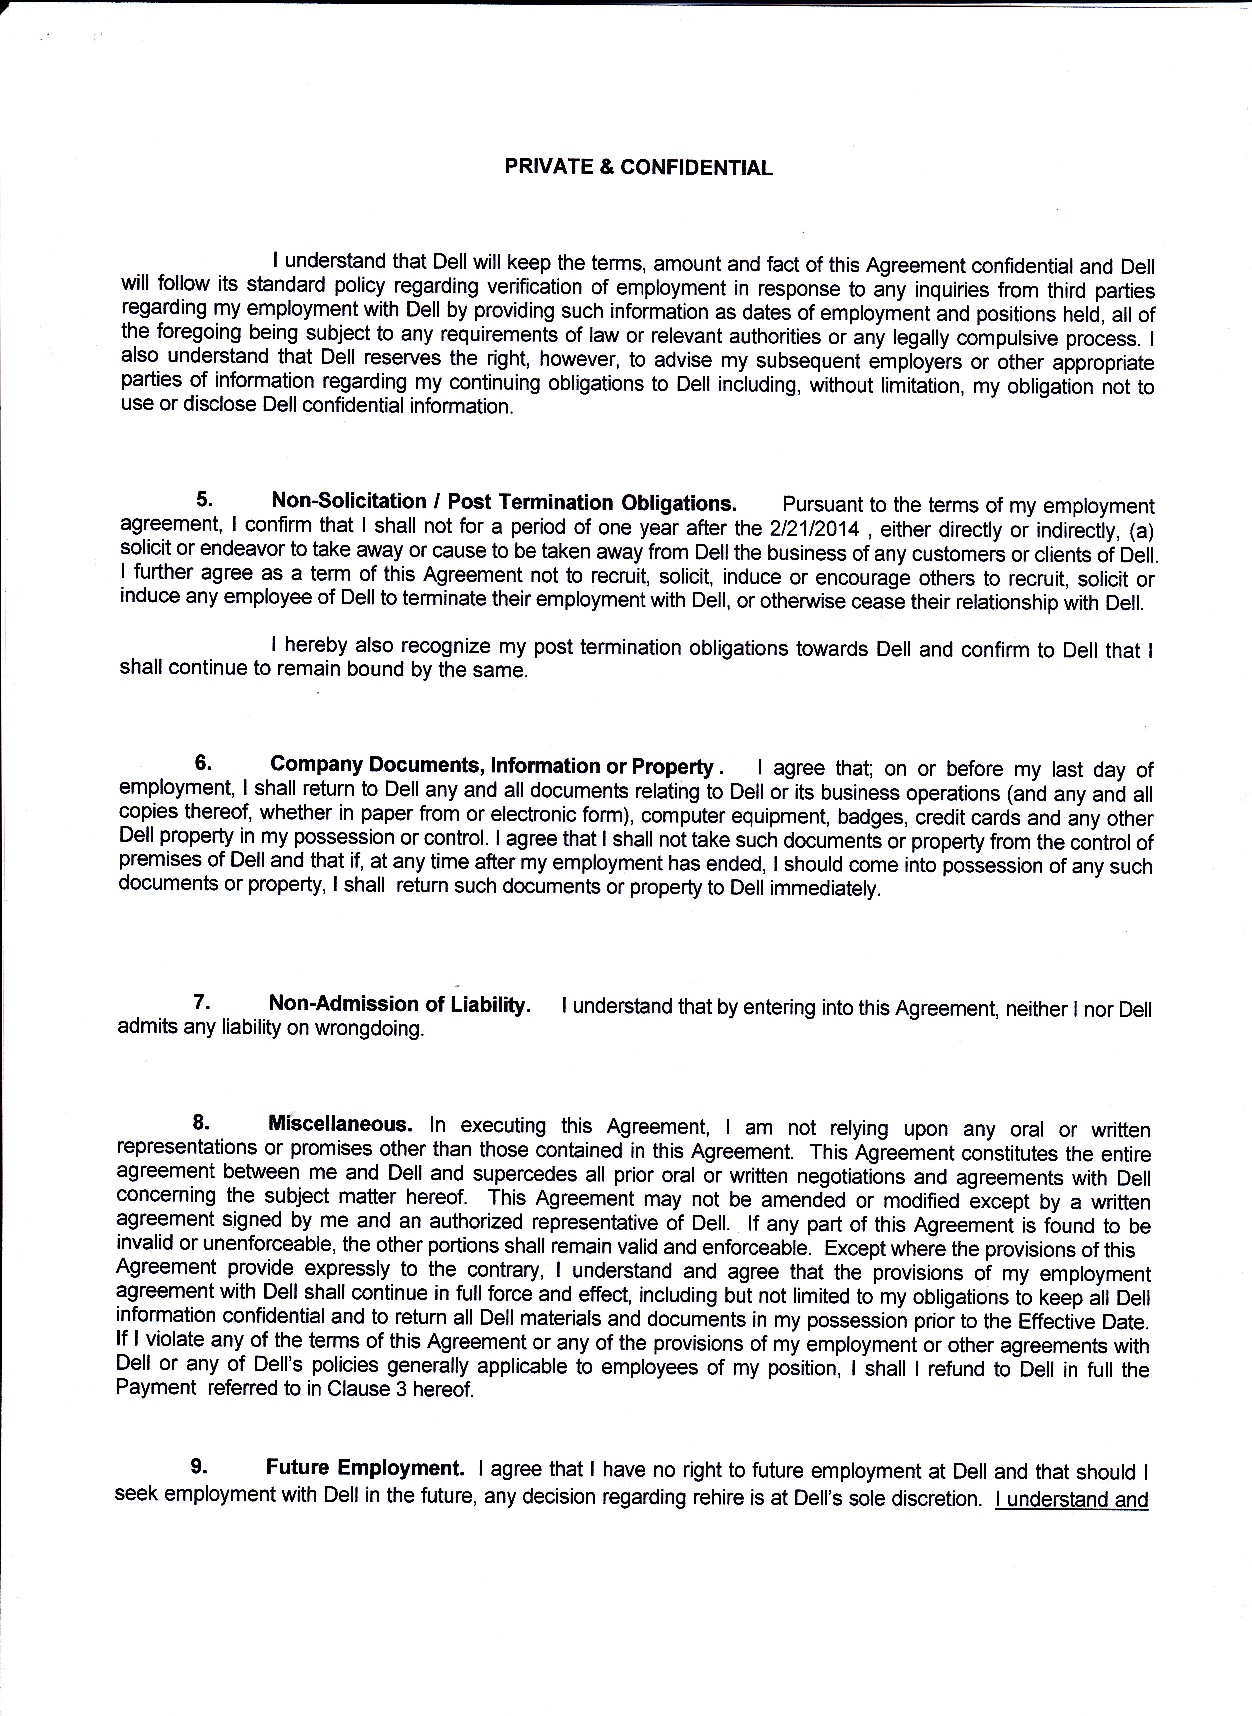 PRIVATE & CONFIDENTIAL
I understand that Dell will keep the terms, amount and fact of this Agreement confidential and Dell
will follow its standard policy regarding verification of employment in response to any inquiries from third parties
regarding my employment with Dell by providing such information as dates of employment and positions held, all of
the foregoing being subject to any requirements of law or relevant authorities or any legally compulsive process. I
also understand that Dell reserves the right, however, to advise my subsequent employers or other appropriate
parties of information regarding my continuing obligations to Dell including, without limitation, my obligation not to
use or disclose Dell confidential information.
5. Non-Solicitation / Post Termination Obligations. Pursuant to the terms of my employment
agreement, I confirm that I shall not for a period of one year after the 2/21/2014 , either directly or indirectly, (a)
solicit or endeavor to take away or cause to be taken away from Dell the business of any customers or clients of Dell.
I further agree as a term of this Agreement not to recruit, solicit, induce or encourage others to recruit, solicit or
induce any employee of Dell to terminate their employment with Dell, or otherwise cease their relationship with Dell.
I hereby also recognize my post termination obligations towards Dell and confirm to Dell that I
shall continue to remain bound by the same.
6. Company Documents, Information or Property . I agree that; on or before my last day of
employment, I shall return to Dell any and all documents relating to Dell or its business operations (and any and all
copies thereof, whether in paper from or electronic form), computer equipment, badges, credit cards and any other
Dell property in my possession or control. I agree that I shall not take such documents or property from the control of
premises of Dell and that if, at any time after my employment has ended, I should come into possession of any such
documents or property, I shall return such documents or property to Dell immediately.
7. Non-Admission of Liability. I understand that by entering into this Agreement, neither I nor Dell
admits any liability on wrongdoing.
8. Miscellaneous. In executing this Agreement, I am not relying upon any oral or written
representations or promises other than those contained in this Agreement. This Agreement constitutes the entire
agreement between me and Dell and supercedes all prior oral or written negotiations and agreements with Dell
concerning the subject matter hereof. This Agreement may not be amended or modified except by a written
agreement signed by me and an authorized representative of Dell. If any part of this Agreement is found to be
invalid or unenforceable, the other portions shall remain valid and enforceable. Except where the provisions of this
Agreement provide expressly to the contrary, I understand and agree that the provisions of my employment
agreement with Dell shall continue in full force and effect, including but not limited to my obligations to keep all Dell
information confidential and to return all Dell materials and documents in my possession prior to the Effective Date.
If I violate any of the terms of this Agreement or any of the provisions of my employment or other agreements with
Dell or any of Dell's policies generally applicable to employees of my position, I shall I refund to Dell in full the
Payment referred to in Clause 3 hereof.
9. Future Employment. I agree that I have no right to future employment at Dell and that should I
seek employment with Dell in the future, any decision regarding rehire is at Dell's sole discretion. I understand and